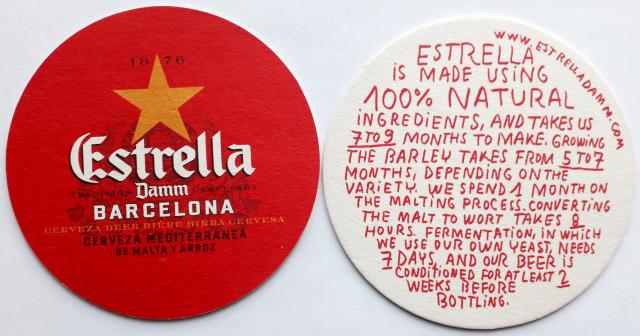 1876
Estrella
Damm
TRADICIÓN CERVECERA
BARCELONA
CERVEZA BEER BIÈRE BIRRA CERVESA
CERVEZA MEDITERRÁNEA
DE MALTA Y ARROZ
WWW.ESTRELLADAMM.COM
ESTRELLA
IS MADE USING
100% NATURAL
INGREDIENTS, AND TAKES US
7 TO 9 MONTHS TO MAKE. GROWING
THE BARLEY TAKES FROM 5 TO 7
MONTHS, DEPENDING ON THE
VARIETY. WE SPEND 1 MONTH ON
THE MALTING PROCESS. CONVERTING
THE MALT TO WORT TAKES 8
HOURS. FERMENTATION, IN WHICH
WE USE OUR OWN YEAST, NEEDS
7 DAYS, AND OUR BEER IS
CONDITIONED FOR AT LEAST 2
WEEKS BEFORE
BOTTLING.